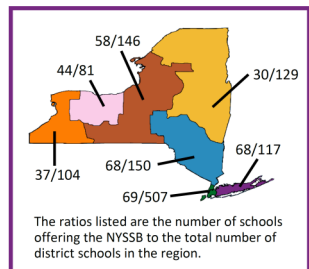 58/146
44/81
30/129
68/117
68/150
37/104
69/507
The ratios listed are the number of schools
offering the NYSSB to the total number of
district schools in the region.